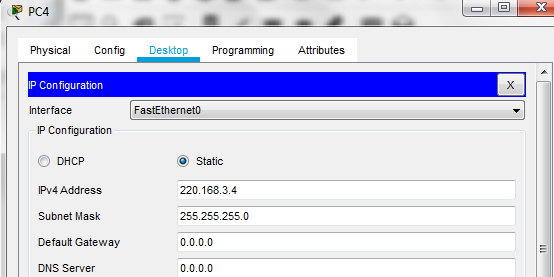 PC4
Physical Config Desktop Programming Attributes
IP Configuration X
Interface FastEthernet0
IP Configuration
DHCP Static
IPv4 Address 220.168.3.4
Subnet Mask 255.255.255.0
Default Gateway 0.0.0.0
DNS Server 0.0.0.0